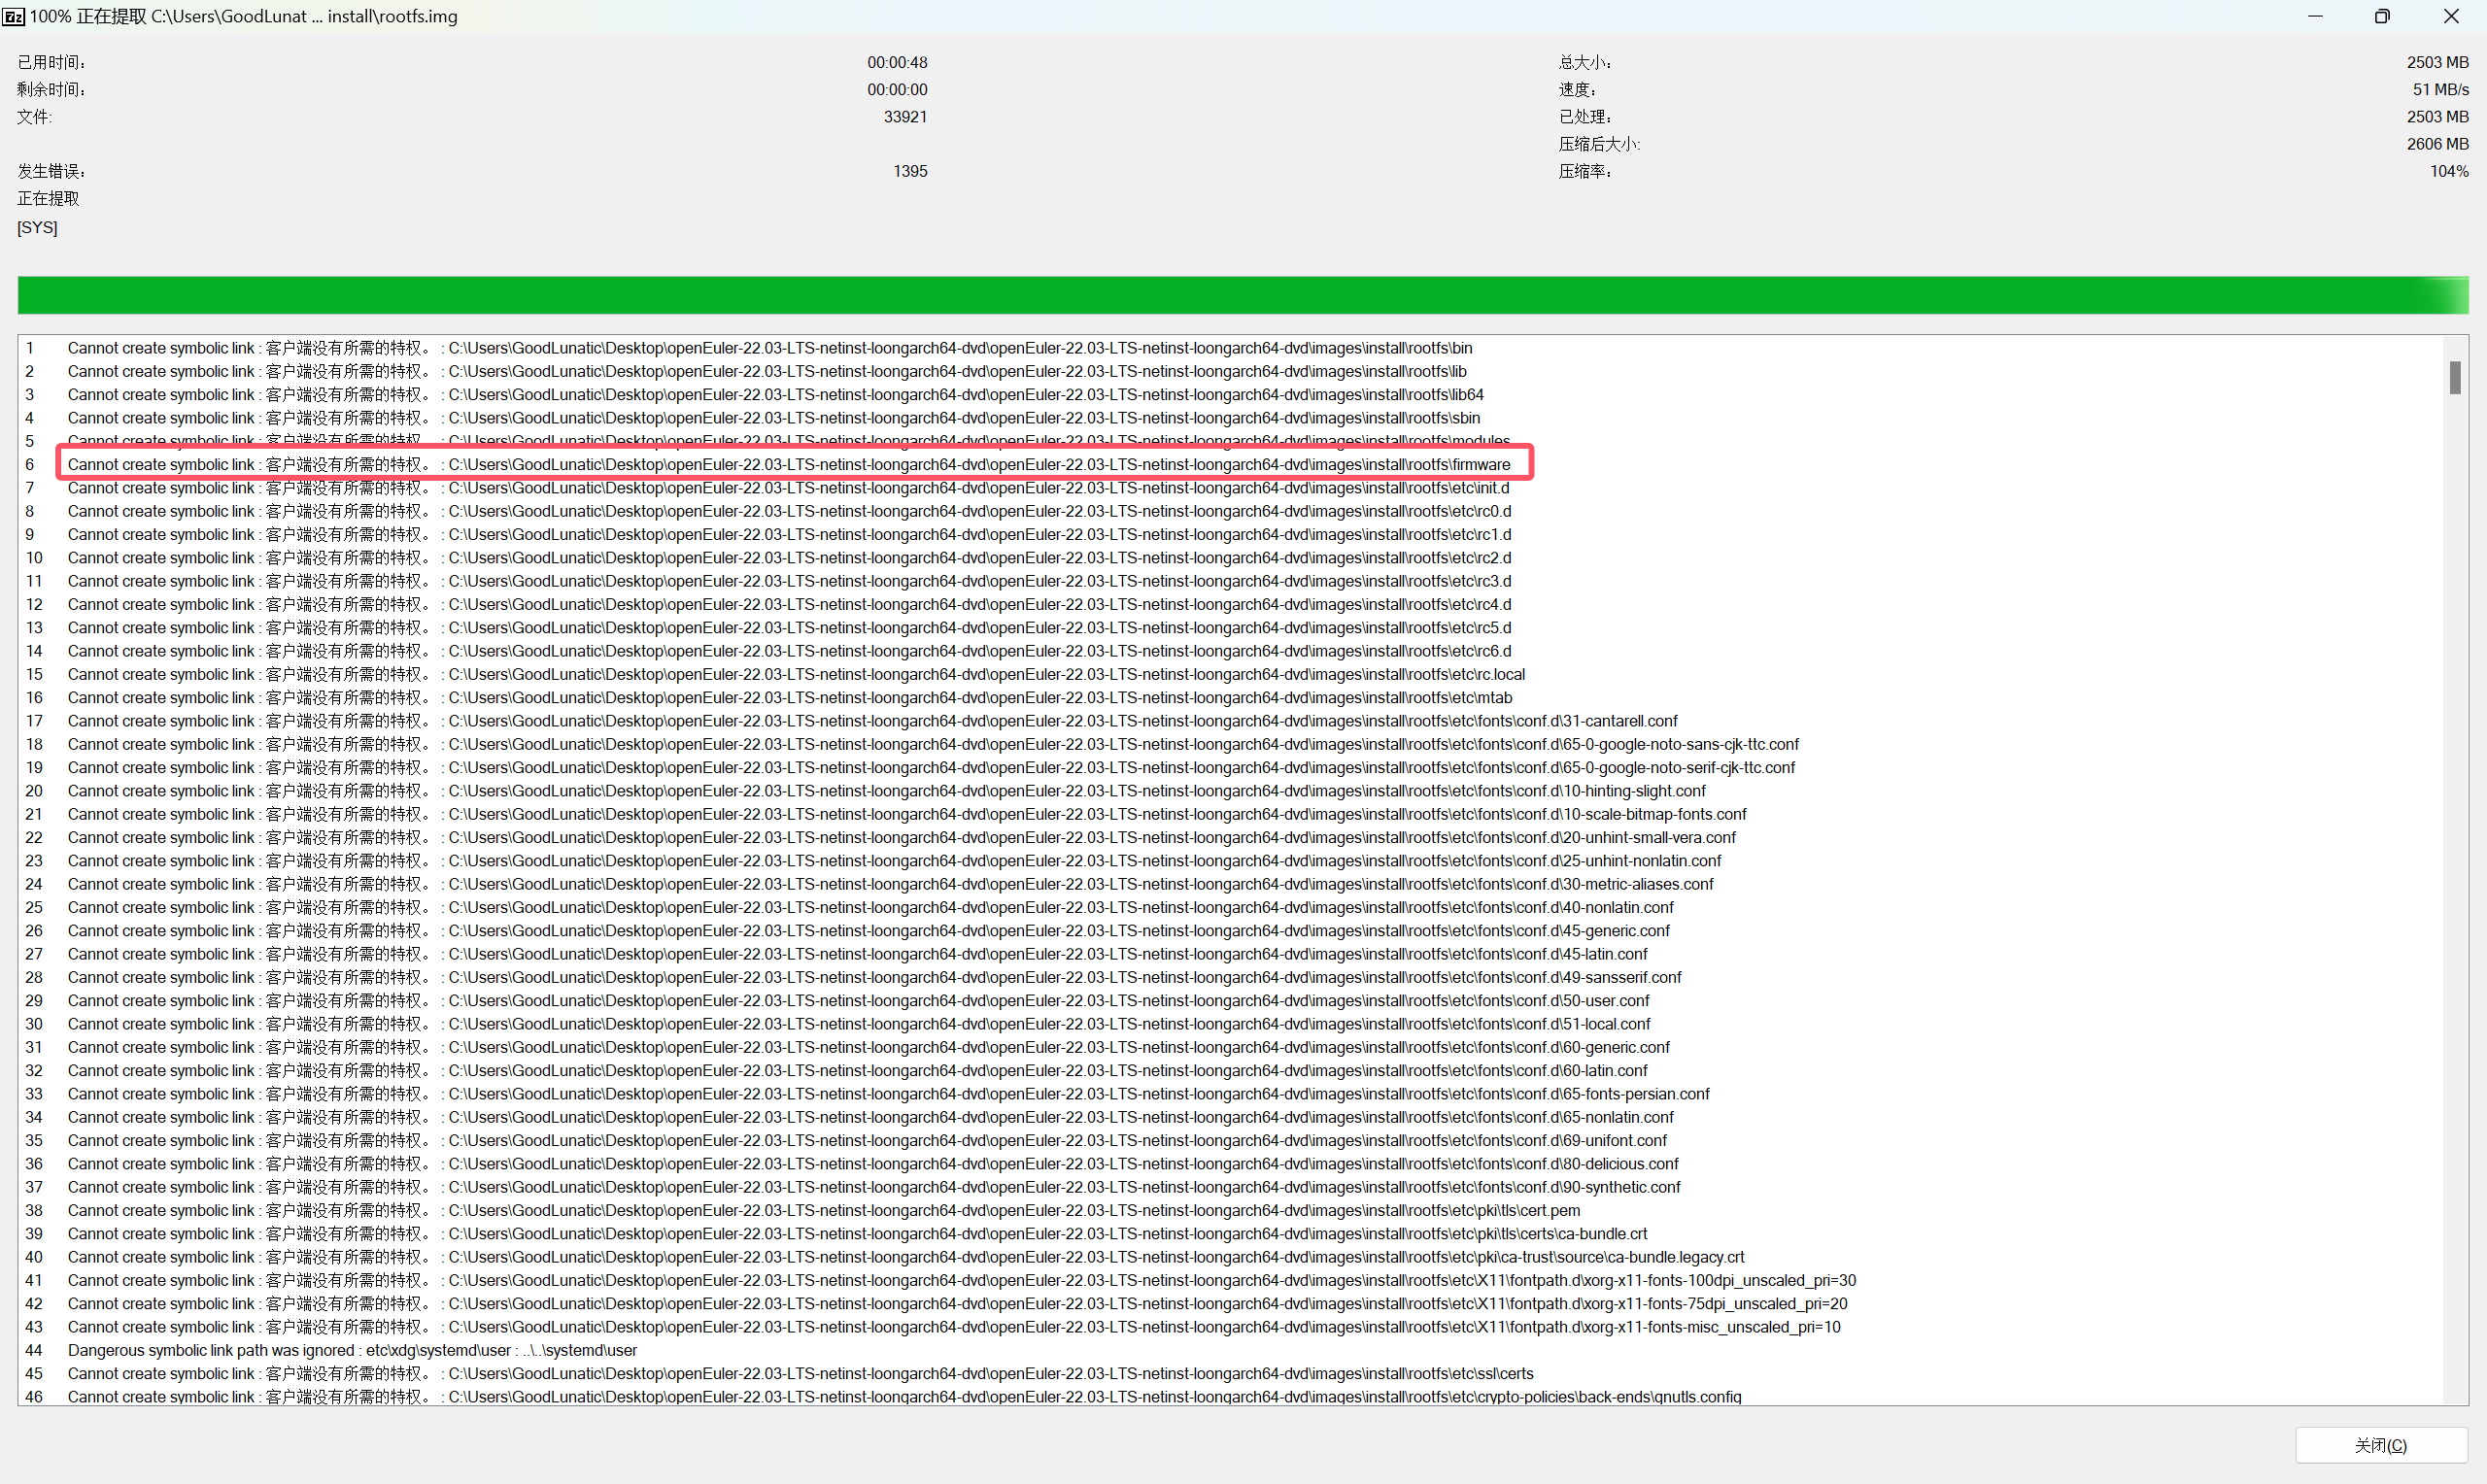 100% 正在提取 C:\Users\GoodLunat ... install\rootfs.img
已用时间： 00:00:48 总大小： 2503 MB
剩余时间： 00:00:00 速度： 51 MB/s
文件: 33921 已处理： 2503 MB
压缩后大小: 2606 MB
发生错误： 1395 压缩率： 104%
正在提取
[SYS]
1 Cannot create symbolic link : 客户端没有所需的特权。 : C:\Users\GoodLunatic\Desktop\openEuler-22.03-LTS-netinst-loongarch64-dvd\openEuler-22.03-LTS-netinst-loongarch64-dvd\images\install\rootfs\bin
2 Cannot create symbolic link : 客户端没有所需的特权。 : C:\Users\GoodLunatic\Desktop\openEuler-22.03-LTS-netinst-loongarch64-dvd\openEuler-22.03-LTS-netinst-loongarch64-dvd\images\install\rootfs\lib
3 Cannot create symbolic link : 客户端没有所需的特权。 : C:\Users\GoodLunatic\Desktop\openEuler-22.03-LTS-netinst-loongarch64-dvd\openEuler-22.03-LTS-netinst-loongarch64-dvd\images\install\rootfs\lib64
4 Cannot create symbolic link : 客户端没有所需的特权。 : C:\Users\GoodLunatic\Desktop\openEuler-22.03-LTS-netinst-loongarch64-dvd\openEuler-22.03-LTS-netinst-loongarch64-dvd\images\install\rootfs\sbin
5 Cannot create symbolic link : 客户端没有所需的特权。 : C:\Users\GoodLunatic\Desktop\openEuler-22.03-LTS-netinst-loongarch64-dvd\openEuler-22.03-LTS-netinst-loongarch64-dvd\images\install\rootfs\modules
6 Cannot create symbolic link : 客户端没有所需的特权。 : C:\Users\GoodLunatic\Desktop\openEuler-22.03-LTS-netinst-loongarch64-dvd\openEuler-22.03-LTS-netinst-loongarch64-dvd\images\install\rootfs\firmware
7 Cannot create symbolic link : 客户端没有所需的特权。 : C:\Users\GoodLunatic\Desktop\openEuler-22.03-LTS-netinst-loongarch64-dvd\openEuler-22.03-LTS-netinst-loongarch64-dvd\images\install\rootfs\etc\init.d
8 Cannot create symbolic link : 客户端没有所需的特权。 : C:\Users\GoodLunatic\Desktop\openEuler-22.03-LTS-netinst-loongarch64-dvd\openEuler-22.03-LTS-netinst-loongarch64-dvd\images\install\rootfs\etc\rc0.d
9 Cannot create symbolic link : 客户端没有所需的特权。 : C:\Users\GoodLunatic\Desktop\openEuler-22.03-LTS-netinst-loongarch64-dvd\openEuler-22.03-LTS-netinst-loongarch64-dvd\images\install\rootfs\etc\rc1.d
10 Cannot create symbolic link : 客户端没有所需的特权。 : C:\Users\GoodLunatic\Desktop\openEuler-22.03-LTS-netinst-loongarch64-dvd\openEuler-22.03-LTS-netinst-loongarch64-dvd\images\install\rootfs\etc\rc2.d
11 Cannot create symbolic link : 客户端没有所需的特权。 : C:\Users\GoodLunatic\Desktop\openEuler-22.03-LTS-netinst-loongarch64-dvd\openEuler-22.03-LTS-netinst-loongarch64-dvd\images\install\rootfs\etc\rc3.d
12 Cannot create symbolic link : 客户端没有所需的特权。 : C:\Users\GoodLunatic\Desktop\openEuler-22.03-LTS-netinst-loongarch64-dvd\openEuler-22.03-LTS-netinst-loongarch64-dvd\images\install\rootfs\etc\rc4.d
13 Cannot create symbolic link : 客户端没有所需的特权。 : C:\Users\GoodLunatic\Desktop\openEuler-22.03-LTS-netinst-loongarch64-dvd\openEuler-22.03-LTS-netinst-loongarch64-dvd\images\install\rootfs\etc\rc5.d
14 Cannot create symbolic link : 客户端没有所需的特权。 : C:\Users\GoodLunatic\Desktop\openEuler-22.03-LTS-netinst-loongarch64-dvd\openEuler-22.03-LTS-netinst-loongarch64-dvd\images\install\rootfs\etc\rc6.d
15 Cannot create symbolic link : 客户端没有所需的特权。 : C:\Users\GoodLunatic\Desktop\openEuler-22.03-LTS-netinst-loongarch64-dvd\openEuler-22.03-LTS-netinst-loongarch64-dvd\images\install\rootfs\etc\rc.local
16 Cannot create symbolic link : 客户端没有所需的特权。 : C:\Users\GoodLunatic\Desktop\openEuler-22.03-LTS-netinst-loongarch64-dvd\openEuler-22.03-LTS-netinst-loongarch64-dvd\images\install\rootfs\etc\mtab
17 Cannot create symbolic link : 客户端没有所需的特权。 : C:\Users\GoodLunatic\Desktop\openEuler-22.03-LTS-netinst-loongarch64-dvd\openEuler-22.03-LTS-netinst-loongarch64-dvd\images\install\rootfs\etc\fonts\conf.d\31-cantarell.conf
18 Cannot create symbolic link : 客户端没有所需的特权。 : C:\Users\GoodLunatic\Desktop\openEuler-22.03-LTS-netinst-loongarch64-dvd\openEuler-22.03-LTS-netinst-loongarch64-dvd\images\install\rootfs\etc\fonts\conf.d\65-0-google-noto-sans-cjk-ttc.conf
19 Cannot create symbolic link : 客户端没有所需的特权。 : C:\Users\GoodLunatic\Desktop\openEuler-22.03-LTS-netinst-loongarch64-dvd\openEuler-22.03-LTS-netinst-loongarch64-dvd\images\install\rootfs\etc\fonts\conf.d\65-0-google-noto-serif-cjk-ttc.conf
20 Cannot create symbolic link : 客户端没有所需的特权。 : C:\Users\GoodLunatic\Desktop\openEuler-22.03-LTS-netinst-loongarch64-dvd\openEuler-22.03-LTS-netinst-loongarch64-dvd\images\install\rootfs\etc\fonts\conf.d\10-hinting-slight.conf
21 Cannot create symbolic link : 客户端没有所需的特权。 : C:\Users\GoodLunatic\Desktop\openEuler-22.03-LTS-netinst-loongarch64-dvd\openEuler-22.03-LTS-netinst-loongarch64-dvd\images\install\rootfs\etc\fonts\conf.d\10-scale-bitmap-fonts.conf
22 Cannot create symbolic link : 客户端没有所需的特权。 : C:\Users\GoodLunatic\Desktop\openEuler-22.03-LTS-netinst-loongarch64-dvd\openEuler-22.03-LTS-netinst-loongarch64-dvd\images\install\rootfs\etc\fonts\conf.d\20-unhint-small-vera.conf
23 Cannot create symbolic link : 客户端没有所需的特权。 : C:\Users\GoodLunatic\Desktop\openEuler-22.03-LTS-netinst-loongarch64-dvd\openEuler-22.03-LTS-netinst-loongarch64-dvd\images\install\rootfs\etc\fonts\conf.d\25-unhint-nonlatin.conf
24 Cannot create symbolic link : 客户端没有所需的特权。 : C:\Users\GoodLunatic\Desktop\openEuler-22.03-LTS-netinst-loongarch64-dvd\openEuler-22.03-LTS-netinst-loongarch64-dvd\images\install\rootfs\etc\fonts\conf.d\30-metric-aliases.conf
25 Cannot create symbolic link : 客户端没有所需的特权。 : C:\Users\GoodLunatic\Desktop\openEuler-22.03-LTS-netinst-loongarch64-dvd\openEuler-22.03-LTS-netinst-loongarch64-dvd\images\install\rootfs\etc\fonts\conf.d\40-nonlatin.conf
26 Cannot create symbolic link : 客户端没有所需的特权。 : C:\Users\GoodLunatic\Desktop\openEuler-22.03-LTS-netinst-loongarch64-dvd\openEuler-22.03-LTS-netinst-loongarch64-dvd\images\install\rootfs\etc\fonts\conf.d\45-generic.conf
27 Cannot create symbolic link : 客户端没有所需的特权。 : C:\Users\GoodLunatic\Desktop\openEuler-22.03-LTS-netinst-loongarch64-dvd\openEuler-22.03-LTS-netinst-loongarch64-dvd\images\install\rootfs\etc\fonts\conf.d\45-latin.conf
28 Cannot create symbolic link : 客户端没有所需的特权。 : C:\Users\GoodLunatic\Desktop\openEuler-22.03-LTS-netinst-loongarch64-dvd\openEuler-22.03-LTS-netinst-loongarch64-dvd\images\install\rootfs\etc\fonts\conf.d\49-sansserif.conf
29 Cannot create symbolic link : 客户端没有所需的特权。 : C:\Users\GoodLunatic\Desktop\openEuler-22.03-LTS-netinst-loongarch64-dvd\openEuler-22.03-LTS-netinst-loongarch64-dvd\images\install\rootfs\etc\fonts\conf.d\50-user.conf
30 Cannot create symbolic link : 客户端没有所需的特权。 : C:\Users\GoodLunatic\Desktop\openEuler-22.03-LTS-netinst-loongarch64-dvd\openEuler-22.03-LTS-netinst-loongarch64-dvd\images\install\rootfs\etc\fonts\conf.d\51-local.conf
31 Cannot create symbolic link : 客户端没有所需的特权。 : C:\Users\GoodLunatic\Desktop\openEuler-22.03-LTS-netinst-loongarch64-dvd\openEuler-22.03-LTS-netinst-loongarch64-dvd\images\install\rootfs\etc\fonts\conf.d\60-generic.conf
32 Cannot create symbolic link : 客户端没有所需的特权。 : C:\Users\GoodLunatic\Desktop\openEuler-22.03-LTS-netinst-loongarch64-dvd\openEuler-22.03-LTS-netinst-loongarch64-dvd\images\install\rootfs\etc\fonts\conf.d\60-latin.conf
33 Cannot create symbolic link : 客户端没有所需的特权。 : C:\Users\GoodLunatic\Desktop\openEuler-22.03-LTS-netinst-loongarch64-dvd\openEuler-22.03-LTS-netinst-loongarch64-dvd\images\install\rootfs\etc\fonts\conf.d\65-fonts-persian.conf
34 Cannot create symbolic link : 客户端没有所需的特权。 : C:\Users\GoodLunatic\Desktop\openEuler-22.03-LTS-netinst-loongarch64-dvd\openEuler-22.03-LTS-netinst-loongarch64-dvd\images\install\rootfs\etc\fonts\conf.d\65-nonlatin.conf
35 Cannot create symbolic link : 客户端没有所需的特权。 : C:\Users\GoodLunatic\Desktop\openEuler-22.03-LTS-netinst-loongarch64-dvd\openEuler-22.03-LTS-netinst-loongarch64-dvd\images\install\rootfs\etc\fonts\conf.d\69-unifont.conf
36 Cannot create symbolic link : 客户端没有所需的特权。 : C:\Users\GoodLunatic\Desktop\openEuler-22.03-LTS-netinst-loongarch64-dvd\openEuler-22.03-LTS-netinst-loongarch64-dvd\images\install\rootfs\etc\fonts\conf.d\80-delicious.conf
37 Cannot create symbolic link : 客户端没有所需的特权。 : C:\Users\GoodLunatic\Desktop\openEuler-22.03-LTS-netinst-loongarch64-dvd\openEuler-22.03-LTS-netinst-loongarch64-dvd\images\install\rootfs\etc\fonts\conf.d\90-synthetic.conf
38 Cannot create symbolic link : 客户端没有所需的特权。 : C:\Users\GoodLunatic\Desktop\openEuler-22.03-LTS-netinst-loongarch64-dvd\openEuler-22.03-LTS-netinst-loongarch64-dvd\images\install\rootfs\etc\pki\tls\cert.pem
39 Cannot create symbolic link : 客户端没有所需的特权。 : C:\Users\GoodLunatic\Desktop\openEuler-22.03-LTS-netinst-loongarch64-dvd\openEuler-22.03-LTS-netinst-loongarch64-dvd\images\install\rootfs\etc\pki\tls\certs\ca-bundle.crt
40 Cannot create symbolic link : 客户端没有所需的特权。 : C:\Users\GoodLunatic\Desktop\openEuler-22.03-LTS-netinst-loongarch64-dvd\openEuler-22.03-LTS-netinst-loongarch64-dvd\images\install\rootfs\etc\pki\ca-trust\source\ca-bundle.legacy.crt
41 Cannot create symbolic link : 客户端没有所需的特权。 : C:\Users\GoodLunatic\Desktop\openEuler-22.03-LTS-netinst-loongarch64-dvd\openEuler-22.03-LTS-netinst-loongarch64-dvd\images\install\rootfs\etc\X11\fontpath.d\xorg-x11-fonts-100dpi_unscaled_pri=30
42 Cannot create symbolic link : 客户端没有所需的特权。 : C:\Users\GoodLunatic\Desktop\openEuler-22.03-LTS-netinst-loongarch64-dvd\openEuler-22.03-LTS-netinst-loongarch64-dvd\images\install\rootfs\etc\X11\fontpath.d\xorg-x11-fonts-75dpi_unscaled_pri=20
43 Cannot create symbolic link : 客户端没有所需的特权。 : C:\Users\GoodLunatic\Desktop\openEuler-22.03-LTS-netinst-loongarch64-dvd\openEuler-22.03-LTS-netinst-loongarch64-dvd\images\install\rootfs\etc\X11\fontpath.d\xorg-x11-fonts-misc_unscaled_pri=10
44 Dangerous symbolic link path was ignored : etc\xdg\systemd\user : ..\..\systemd\user
45 Cannot create symbolic link : 客户端没有所需的特权。 : C:\Users\GoodLunatic\Desktop\openEuler-22.03-LTS-netinst-loongarch64-dvd\openEuler-22.03-LTS-netinst-loongarch64-dvd\images\install\rootfs\etc\ssl\certs
46 Cannot create symbolic link : 客户端没有所需的特权。 : C:\Users\GoodLunatic\Desktop\openEuler-22.03-LTS-netinst-loongarch64-dvd\openEuler-22.03-LTS-netinst-loongarch64-dvd\images\install\rootfs\etc\crypto-policies\back-ends\gnutls.config
关闭(C)